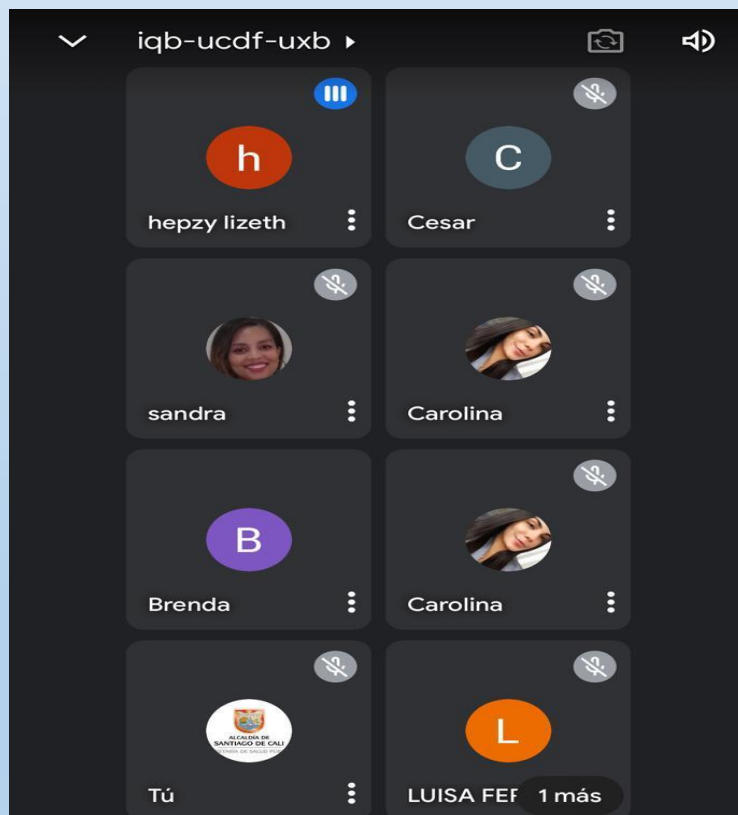 iqb-ucdf-uxb
h
C
hepzy lizeth
Cesar
sandra
Carolina
B
Brenda
Carolina
ALCALDÍA DE
SANTIAGO DE CALI
L
Tú
LUISA FER
1 más